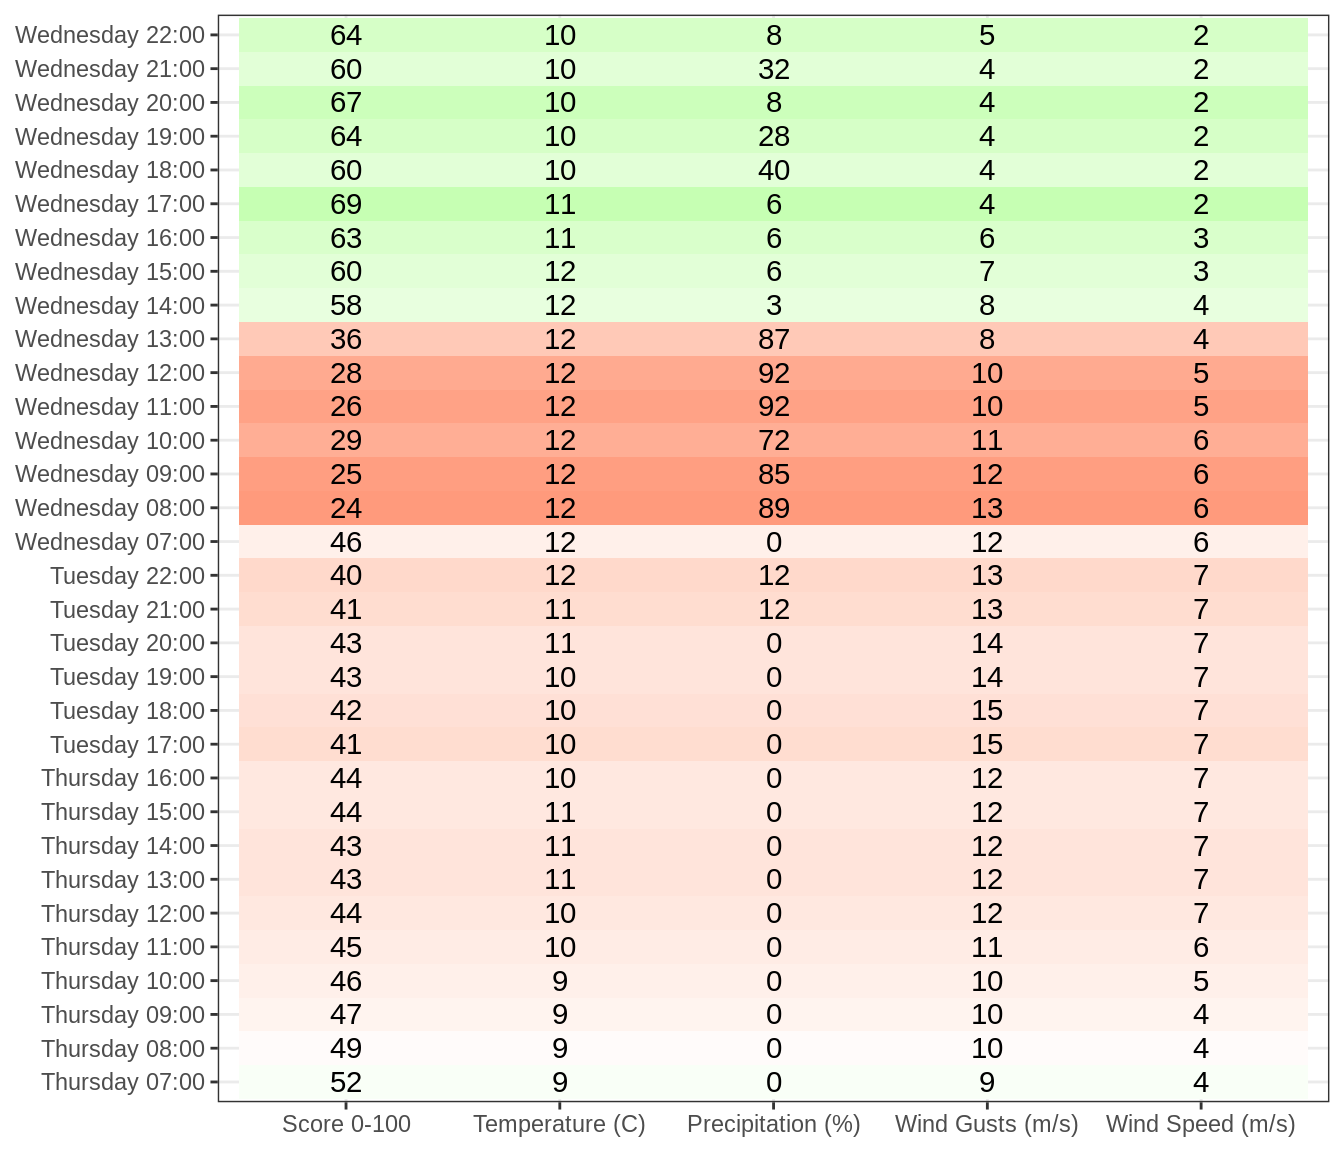 Wednesday 22:00 64 10 8 5 2
Wednesday 21:00 60 10 32 4 2
Wednesday 20:00 67 10 8 4 2
Wednesday 19:00 64 10 28 4 2
Wednesday 18:00 60 10 40 4 2
Wednesday 17:00 69 11 6 4 2
Wednesday 16:00 63 11 6 6 3
Wednesday 15:00 60 12 6 7 3
Wednesday 14:00 58 12 3 8 4
Wednesday 13:00 36 12 87 8 4
Wednesday 12:00 28 12 92 10 5
Wednesday 11:00 26 12 92 10 5
Wednesday 10:00 29 12 72 11 6
Wednesday 09:00 25 12 85 12 6
Wednesday 08:00 24 12 89 13 6
Wednesday 07:00 46 12 0 12 6
Tuesday 22:00 40 12 12 13 7
Tuesday 21:00 41 11 12 13 7
Tuesday 20:00 43 11 0 14 7
Tuesday 19:00 43 10 0 14 7
Tuesday 18:00 42 10 0 15 7
Tuesday 17:00 41 10 0 15 7
Thursday 16:00 44 10 0 12 7
Thursday 15:00 44 11 0 12 7
Thursday 14:00 43 11 0 12 7
Thursday 13:00 43 11 0 12 7
Thursday 12:00 44 10 0 12 7
Thursday 11:00 45 10 0 11 6
Thursday 10:00 46 9 0 10 5
Thursday 09:00 47 9 0 10 4
Thursday 08:00 49 9 0 10 4
Thursday 07:00 52 9 0 9 4
Score 0-100 Temperature (C) Precipitation (%) Wind Gusts (m/s) Wind Speed (m/s)